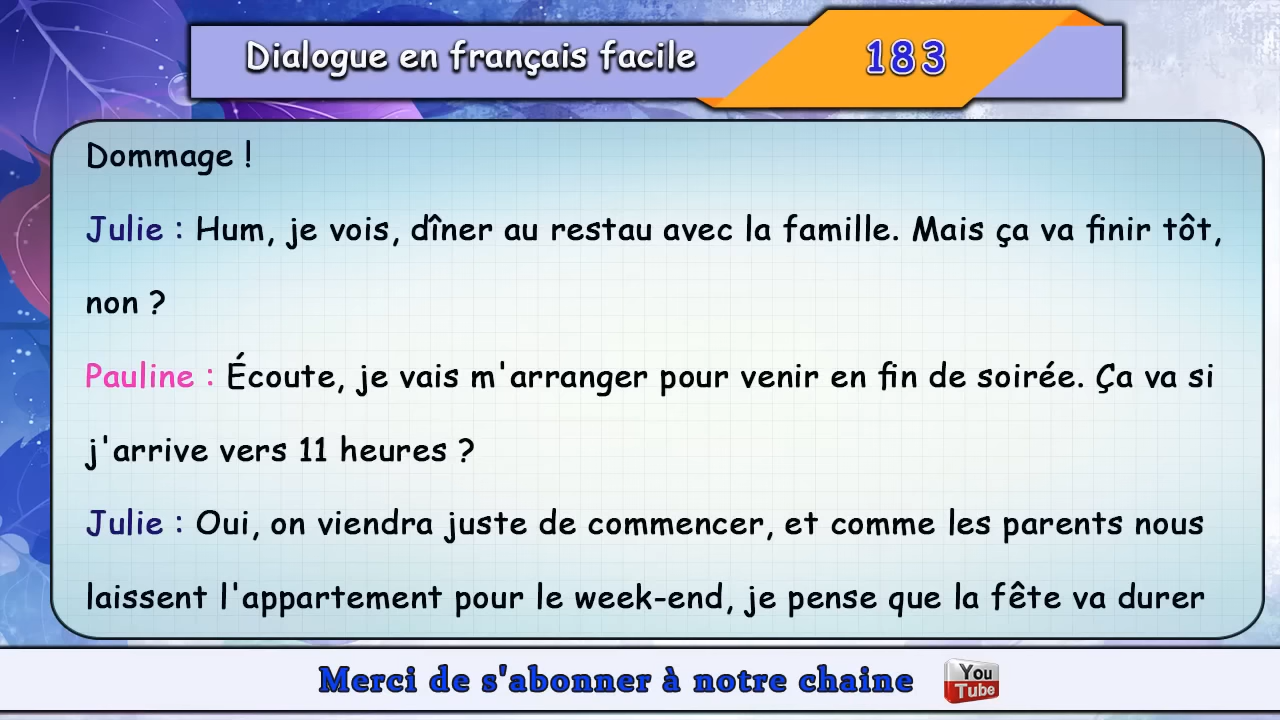 Dialogue en français facile
183
Dommage !
Julie : Hum, je vois, dîner au restau avec la famille. Mais ça va finir tôt,
non ?
Pauline : Écoute, je vais m'arranger pour venir en fin de soirée. Ça va si
j'arrive vers 11 heures ?
Julie : Oui, on viendra juste de commencer, et comme les parents nous
laissent l'appartement pour le week-end, je pense que la fête va durer
Merci de s'abonner à notre chaine
You
Tube